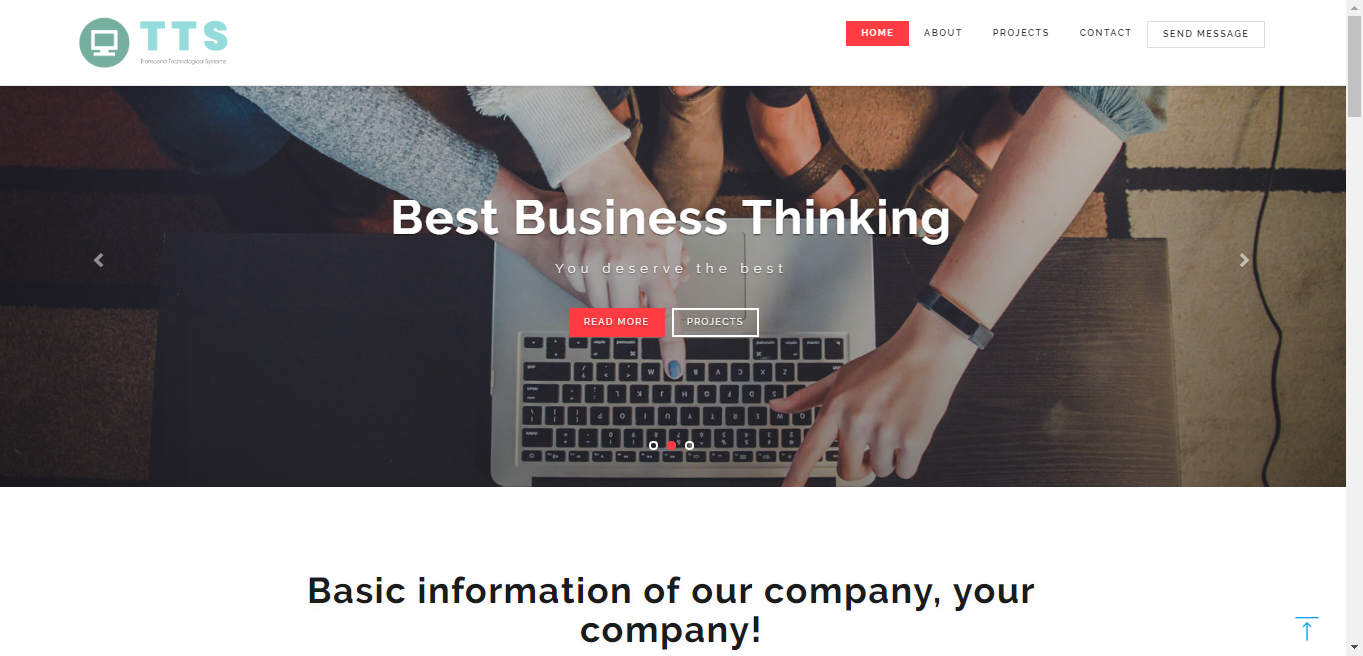 TTS
Transcend Technological Systems
HOME
ABOUT
PROJECTS
CONTACT
SEND MESSAGE
Best Business Thinking
You deserve the best
READ MORE
PROJECTS
Basic information of our company, your
company!